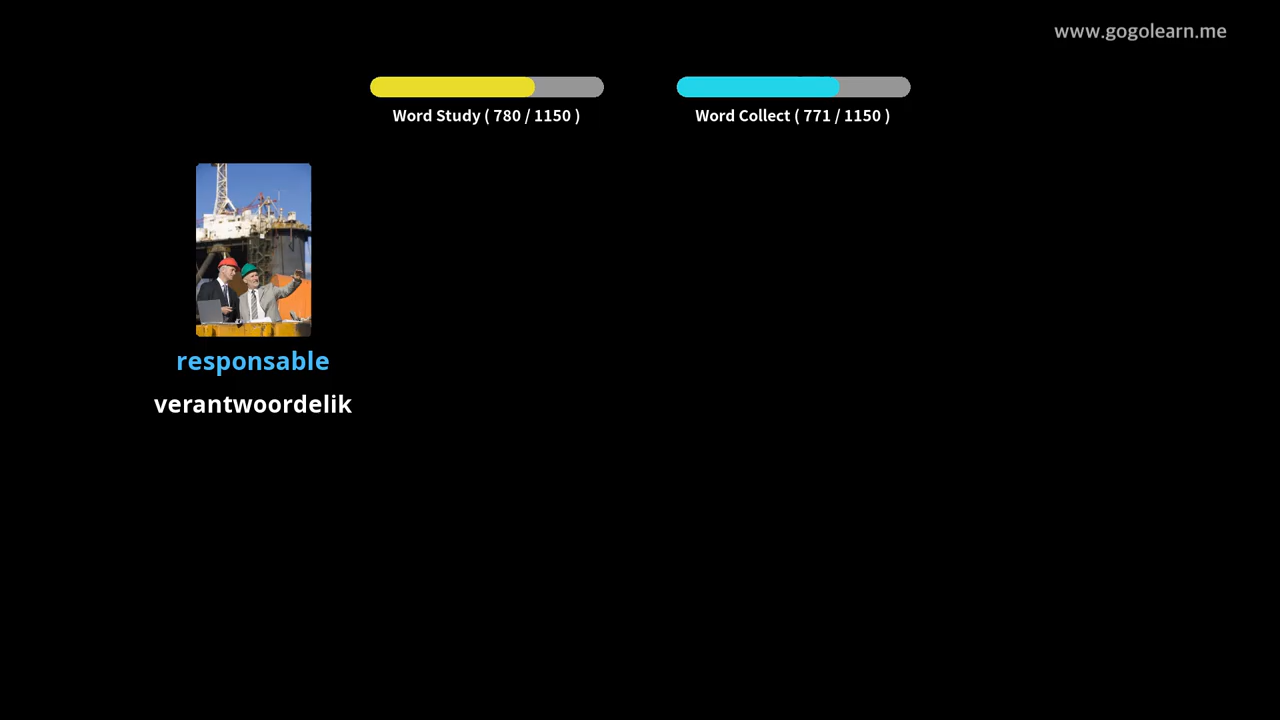 www.gogolearn.me
Word Study ( 780 / 1150 )
Word Collect ( 771 / 1150 )
responsable
verantwoordelik